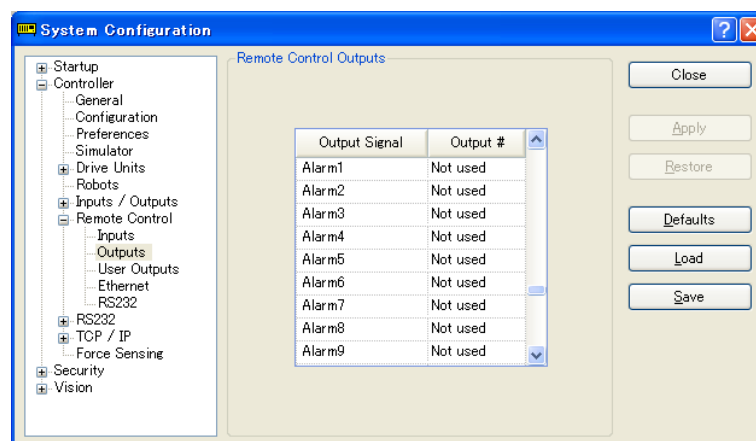 System Configuration
Startup
Controller
General
Configuration
Preferences
Simulator
Drive Units
Robots
Inputs / Outputs
Remote Control
Inputs
Outputs
User Outputs
Ethernet
RS232
RS232
TCP / IP
Force Sensing
Security
Vision
Remote Control Outputs
Output Signal Output #
Alarm1 Not used
Alarm2 Not used
Alarm3 Not used
Alarm4 Not used
Alarm5 Not used
Alarm6 Not used
Alarm7 Not used
Alarm8 Not used
Alarm9 Not used
Close
Apply
Restore
Defaults
Load
Save